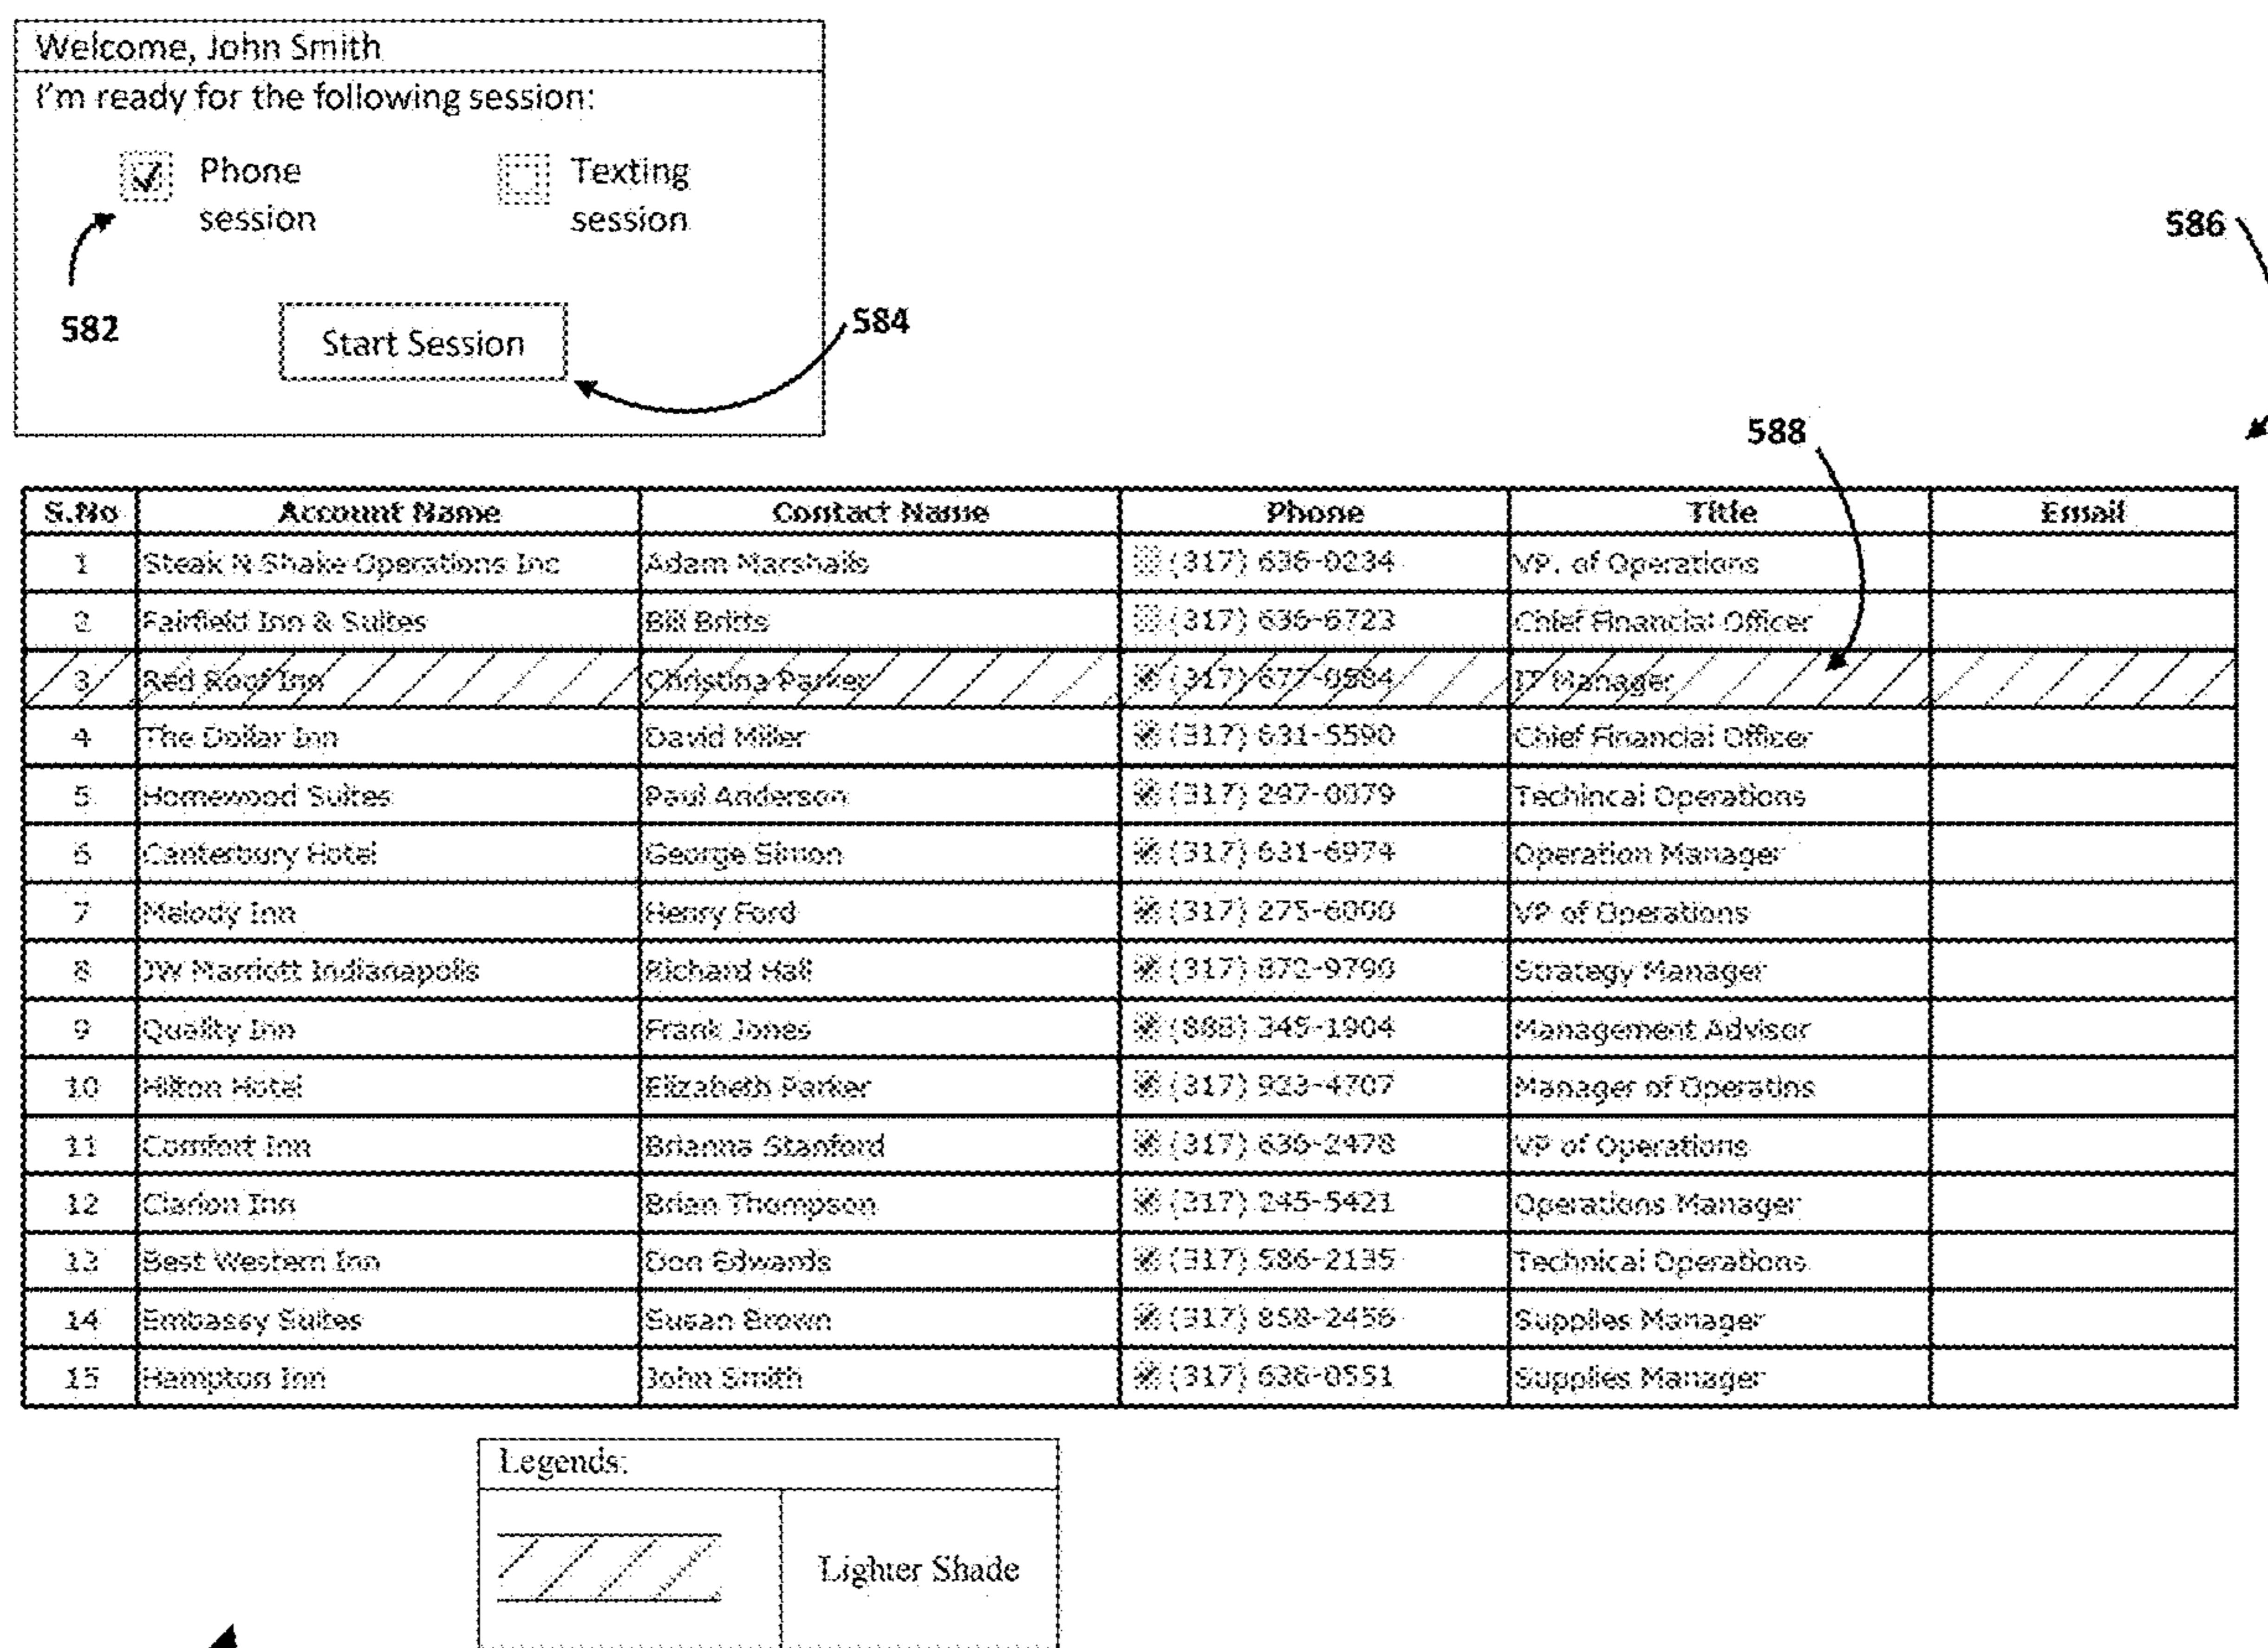 Welcome, John Smith
I'm ready for the following session:
Phone session
Texting session
582
Start Session
584
586
588
S.No Account Name Contact Name Phone Title Email
1 Steak N Shake Operations Inc Adam Marshalls (317) 636-0234 VP. of Operations
2 Fairfield Inn & Suites Bill Britts (317) 636-6723 Chief Financial Officer
3 Red Roof Inn Christina Parker (317) 677-0584 IT Manager
4 The Dollar Inn David Miller (317) 631-5590 Chief Financial Officer
5 Homewood Suites Paul Anderson (317) 297-0079 Techincal Operations
6 Canterbury Hotel George Simon (317) 631-6974 Operation Manager
7 Melody Inn Henry Ford (317) 275-6000 VP of Operations
8 JW Marriott Indianapolis Richard Hall (317) 872-9790 Strategy Manager
9 Quality Inn Frank Jones (888) 345-1904 Management Advisor
10 Hilton Hotel Elizabeth Parker (317) 923-4707 Manager of Operatins
11 Comfort Inn Brianna Stanford (317) 636-2478 VP of Operations
12 Clarion Inn Brian Thompson (317) 245-5421 Operations Manager
13 Best Western Inn Don Edwards (317) 586-2135 Technical Operations
14 Embassy Suites Susan Brown (317) Supplies Manager
15 Hampton Inn John Smith (317) 636-0551 Supplies Manager
Legends:
Lighter Shade